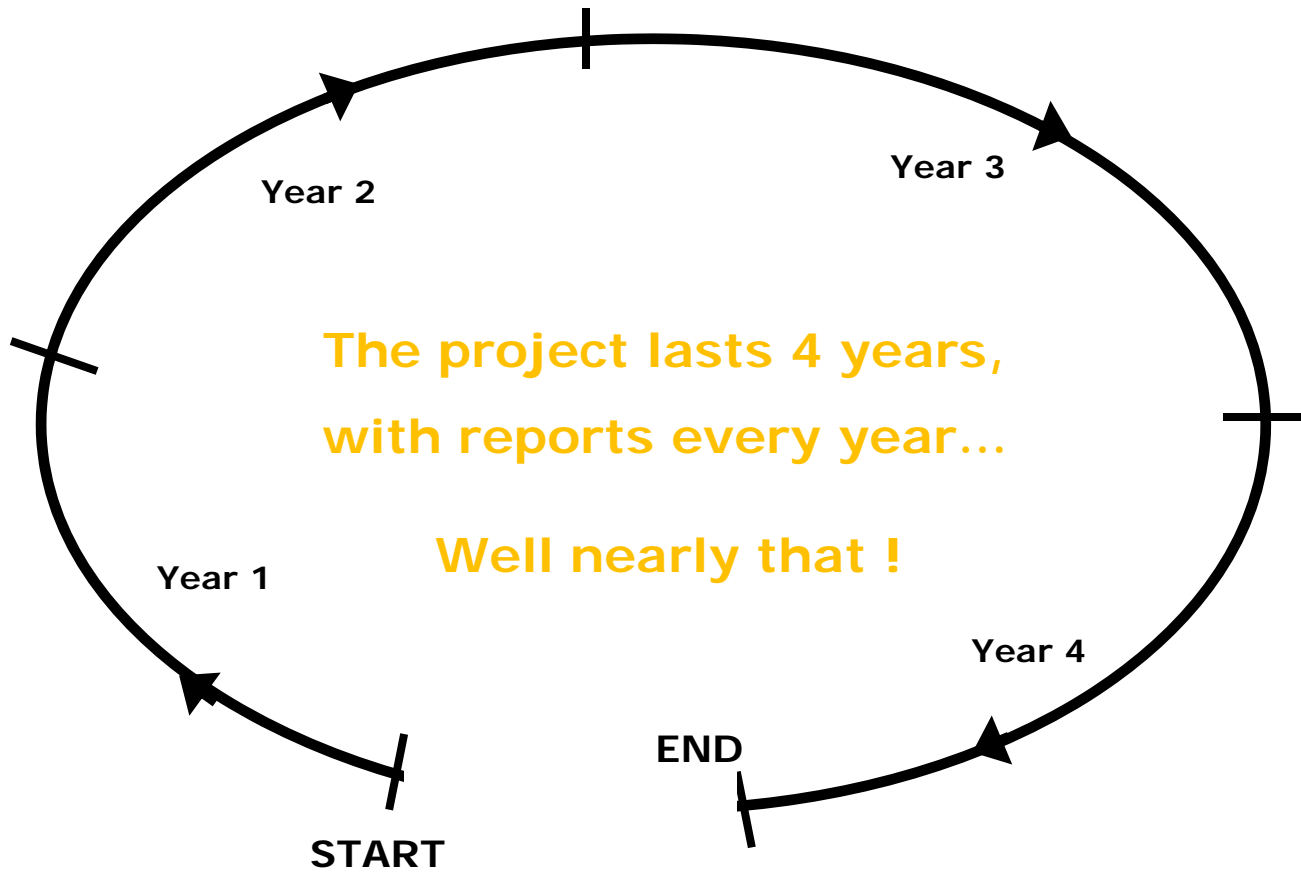 Year 3
Year 2
The project lasts 4 years,
with reports every year...
Well nearly that !
Year 1
Year 4
END
START